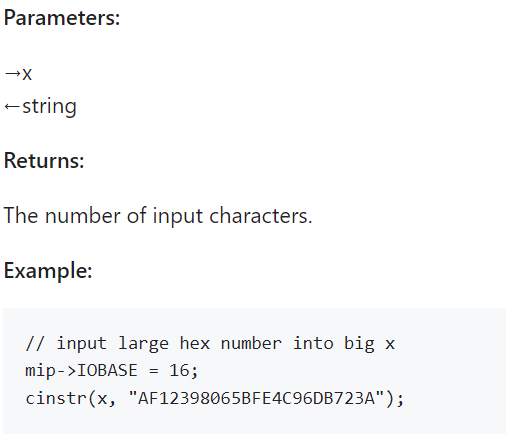 Parameters:
→x
←string
Returns:
The number of input characters.
Example:
// input large hex number into big x
mip->IOBASE = 16;
cinstr(x, "AF12398065BFE4C96DB723A");